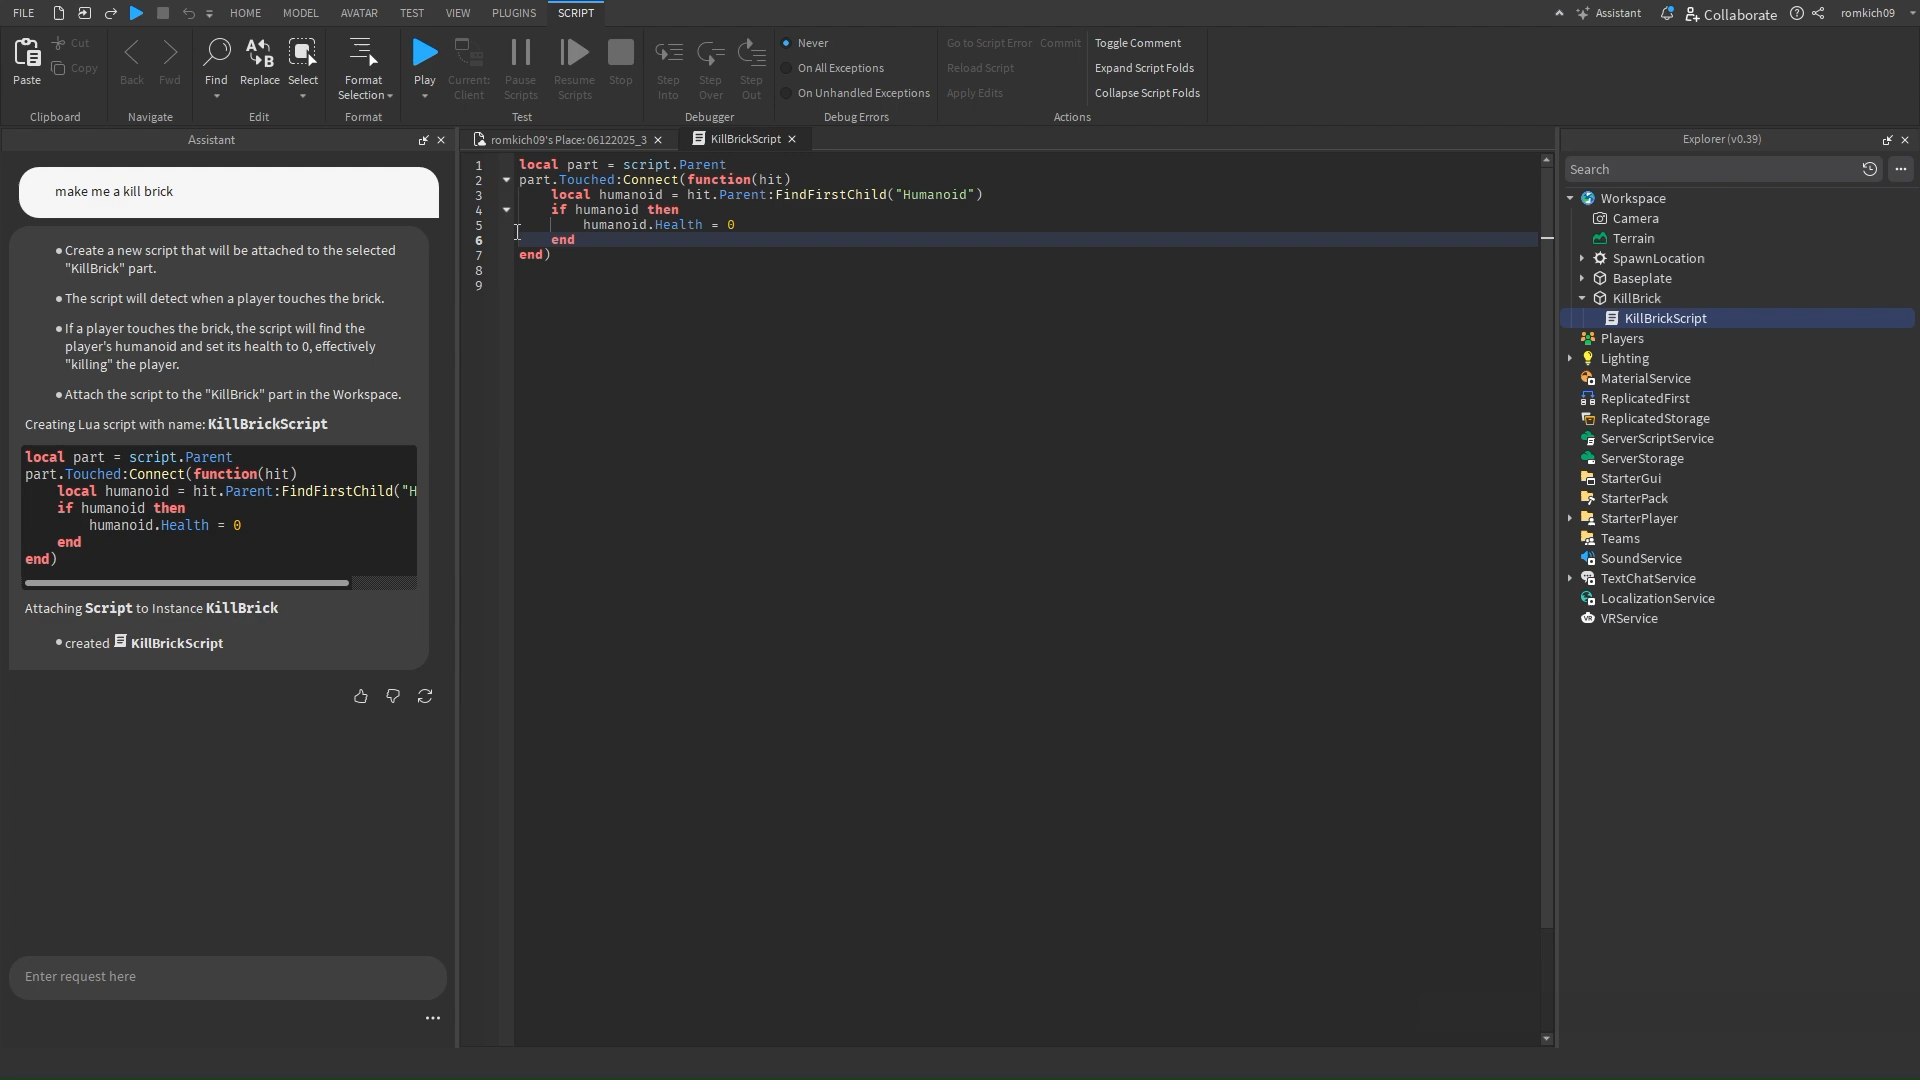 FILE HOME MODEL AVATAR TEST VIEW PLUGINS SCRIPT Assistant Collaborate romkich09
Paste Cut Copy
Clipboard
Back Fwd
Navigate
Find Replace Select
Edit
Format Selection
Format
Play Current: Client Pause Scripts Resume Scripts Stop
Test
Step Into Step Over Step Out
Debugger
Never
On All Exceptions
On Unhandled Exceptions
Debug Errors
Go to Script Error Commit
Reload Script
Apply Edits
Toggle Comment
Expand Script Folds
Collapse Script Folds
Actions
Assistant
make me a kill brick
• Create a new script that will be attached to the selected
"KillBrick" part.
• The script will detect when a player touches the brick.
• If a player touches the brick, the script will find the
player's humanoid and set its health to 0, effectively
"killing" the player.
• Attach the script to the "KillBrick" part in the Workspace.
Creating Lua script with name: KillBrickScript
local part = script.Parent
part.Touched:Connect(function(hit)
    local humanoid = hit.Parent:FindFirstChild("H
    if humanoid then
        humanoid.Health = 0
    end
end)
Attaching Script to Instance KillBrick
• created KillBrickScript
Enter request here
romkich09's Place: 06122025_3 KillBrickScript
1 local part = script.Parent
2 part.Touched:Connect(function(hit)
3     local humanoid = hit.Parent:FindFirstChild("Humanoid")
4     if humanoid then
5         humanoid.Health = 0
6     end
7 end)
8
9
Explorer (v0.39)
Search
Workspace
Camera
Terrain
SpawnLocation
Baseplate
KillBrick
KillBrickScript
Players
Lighting
MaterialService
ReplicatedFirst
ReplicatedStorage
ServerScriptService
ServerStorage
StarterGui
StarterPack
StarterPlayer
Teams
SoundService
TextChatService
LocalizationService
VRService